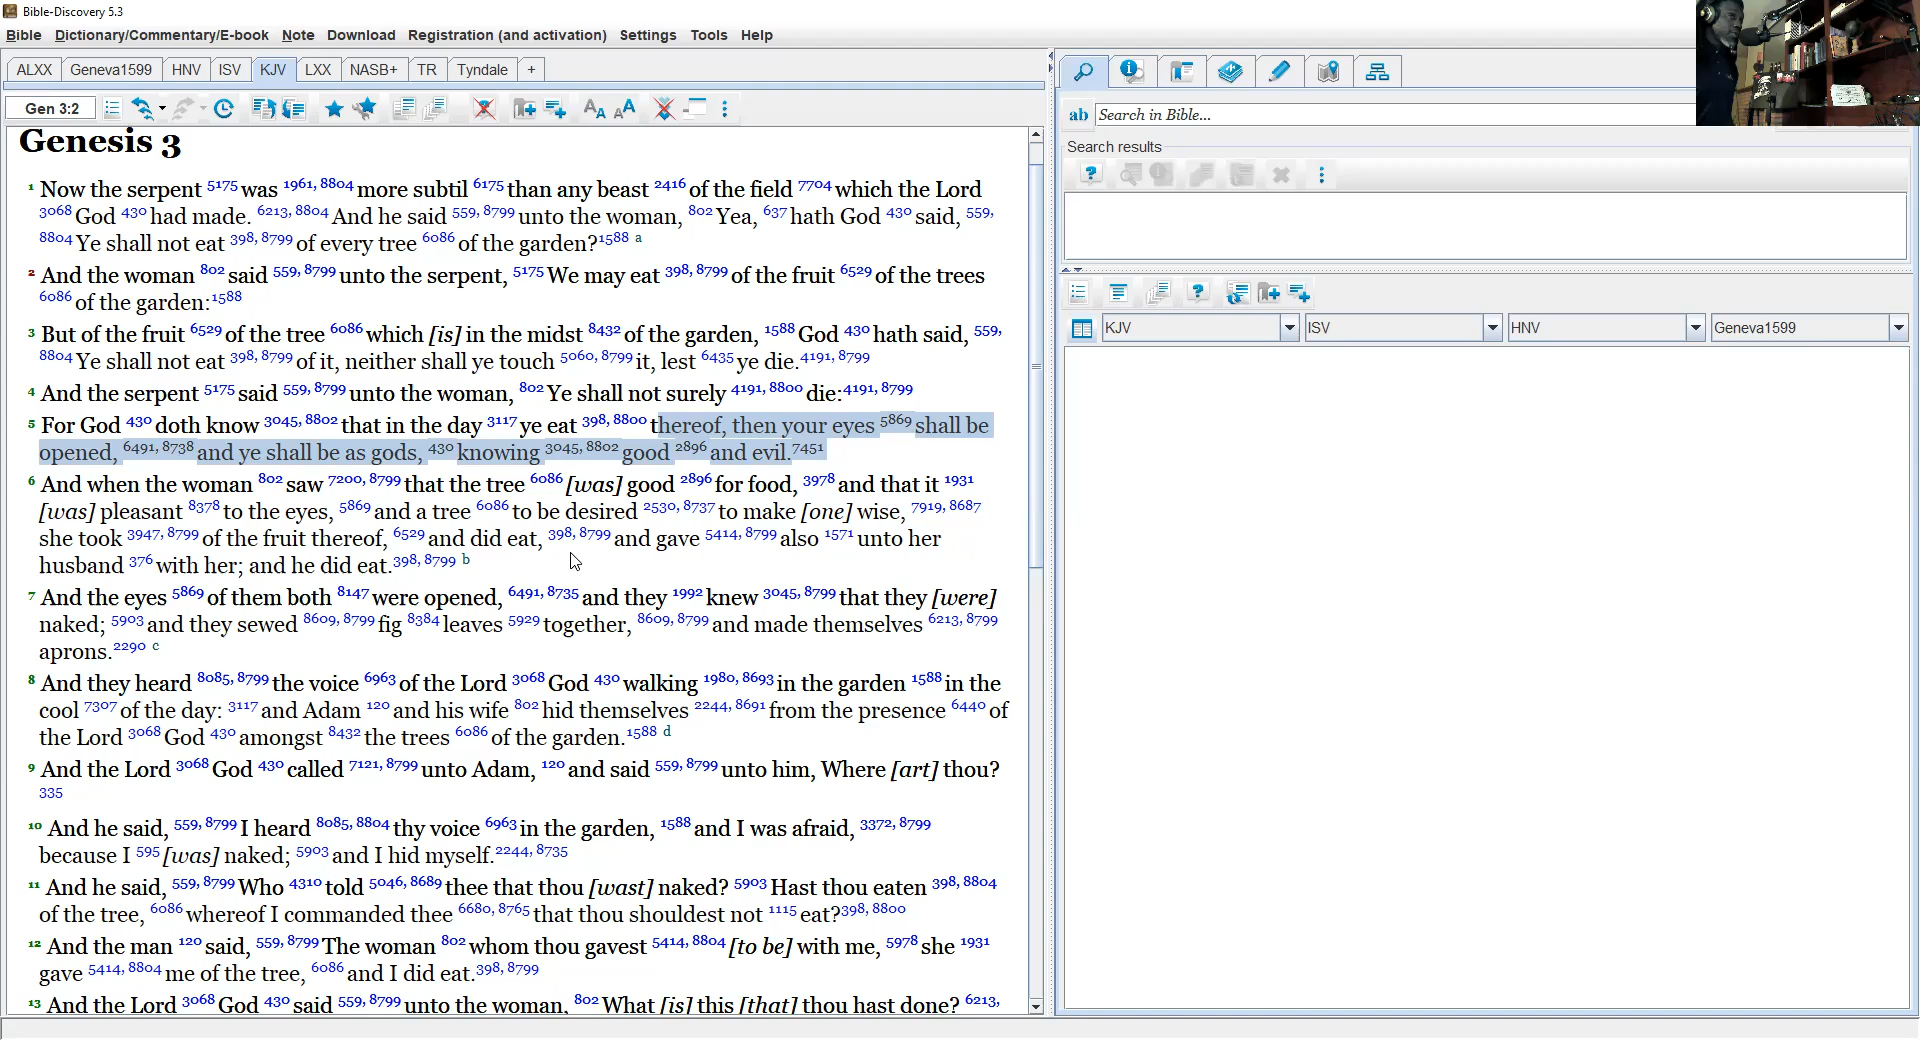 Bible-Discovery 5.3
Bible Dictionary/Commentary/E-book Note Download Registration (and activation) Settings Tools Help
ALXX Geneva1599 HNV ISV KJV LXX NASB+ TR Tyndale +
Gen 3:2
Genesis 3
1 Now the serpent 5175 was 1961, 8804 more subtil 6175 than any beast 2416 of the field 7704 which the Lord
3068 God 430 had made. 6213, 8804 And he said 559, 8799 unto the woman, 802 Yea, 637 hath God 430 said, 559,
8804 Ye shall not eat 398, 8799 of every tree 6086 of the garden?1588 a
2 And the woman 802 said 559, 8799 unto the serpent, 5175 We may eat 398, 8799 of the fruit 6529 of the trees
6086 of the garden:1588
3 But of the fruit 6529 of the tree 6086 which [is] in the midst 8432 of the garden, 1588 God 430 hath said, 559,
8804 Ye shall not eat 398, 8799 of it, neither shall ye touch 5060, 8799 it, lest 6435 ye die.4191, 8799
4 And the serpent 5175 said 559, 8799 unto the woman, 802 Ye shall not surely 4191, 8800 die:4191, 8799
5 For God 430 doth know 3045, 8802 that in the day 3117 ye eat 398, 8800 thereof, then your eyes 5869 shall be
opened, 6491, 8738 and ye shall be as gods, 430 knowing 3045, 8802 good 2896 and evil.7451
6 And when the woman 802 saw 7200, 8799 that the tree 6086 [was] good 2896 for food, 3978 and that it 1931
[was] pleasant 8378 to the eyes, 5869 and a tree 6086 to be desired 2530, 8737 to make [one] wise, 7919, 8687
she took 3947, 8799 of the fruit thereof, 6529 and did eat, 398, 8799 and gave 5414, 8799 also 1571 unto her
husband 376 with her; and he did eat.398, 8799 b
7 And the eyes 5869 of them both 8147 were opened, 6491, 8735 and they 1992 knew 3045, 8799 that they [were]
naked; 5903 and they sewed 8609, 8799 fig 8384 leaves 5929 together, 8609, 8799 and made themselves 6213, 8799
aprons.2290 c
8 And they heard 8085, 8799 the voice 6963 of the Lord 3068 God 430 walking 1980, 8693 in the garden 1588 in the
cool 7307 of the day: 3117 and Adam 120 and his wife 802 hid themselves 2244, 8691 from the presence 6440 of
the Lord 3068 God 430 amongst 8432 the trees 6086 of the garden.1588 d
9 And the Lord 3068 God 430 called 7121, 8799 unto Adam, 120 and said 559, 8799 unto him, Where [art] thou?
335
10 And he said, 559, 8799 I heard 8085, 8804 thy voice 6963 in the garden, 1588 and I was afraid, 3372, 8799
because I 595 [was] naked; 5903 and I hid myself.2244, 8735
11 And he said, 559, 8799 Who 4310 told 5046, 8689 thee that thou [wast] naked? 5903 Hast thou eaten 398, 8804
of the tree, 6086 whereof I commanded thee 6680, 8765 that thou shouldest not 1115 eat?398, 8800
12 And the man 120 said, 559, 8799 The woman 802 whom thou gavest 5414, 8804 [to be] with me, 5978 she 1931
gave 5414, 8804 me of the tree, 6086 and I did eat.398, 8799
13 And the Lord 3068 God 430 said 559, 8799 unto the woman, 802 What [is] this [that] thou hast done? 6213,
ab Search in Bible...
Search results
KJV ISV HNV Geneva1599